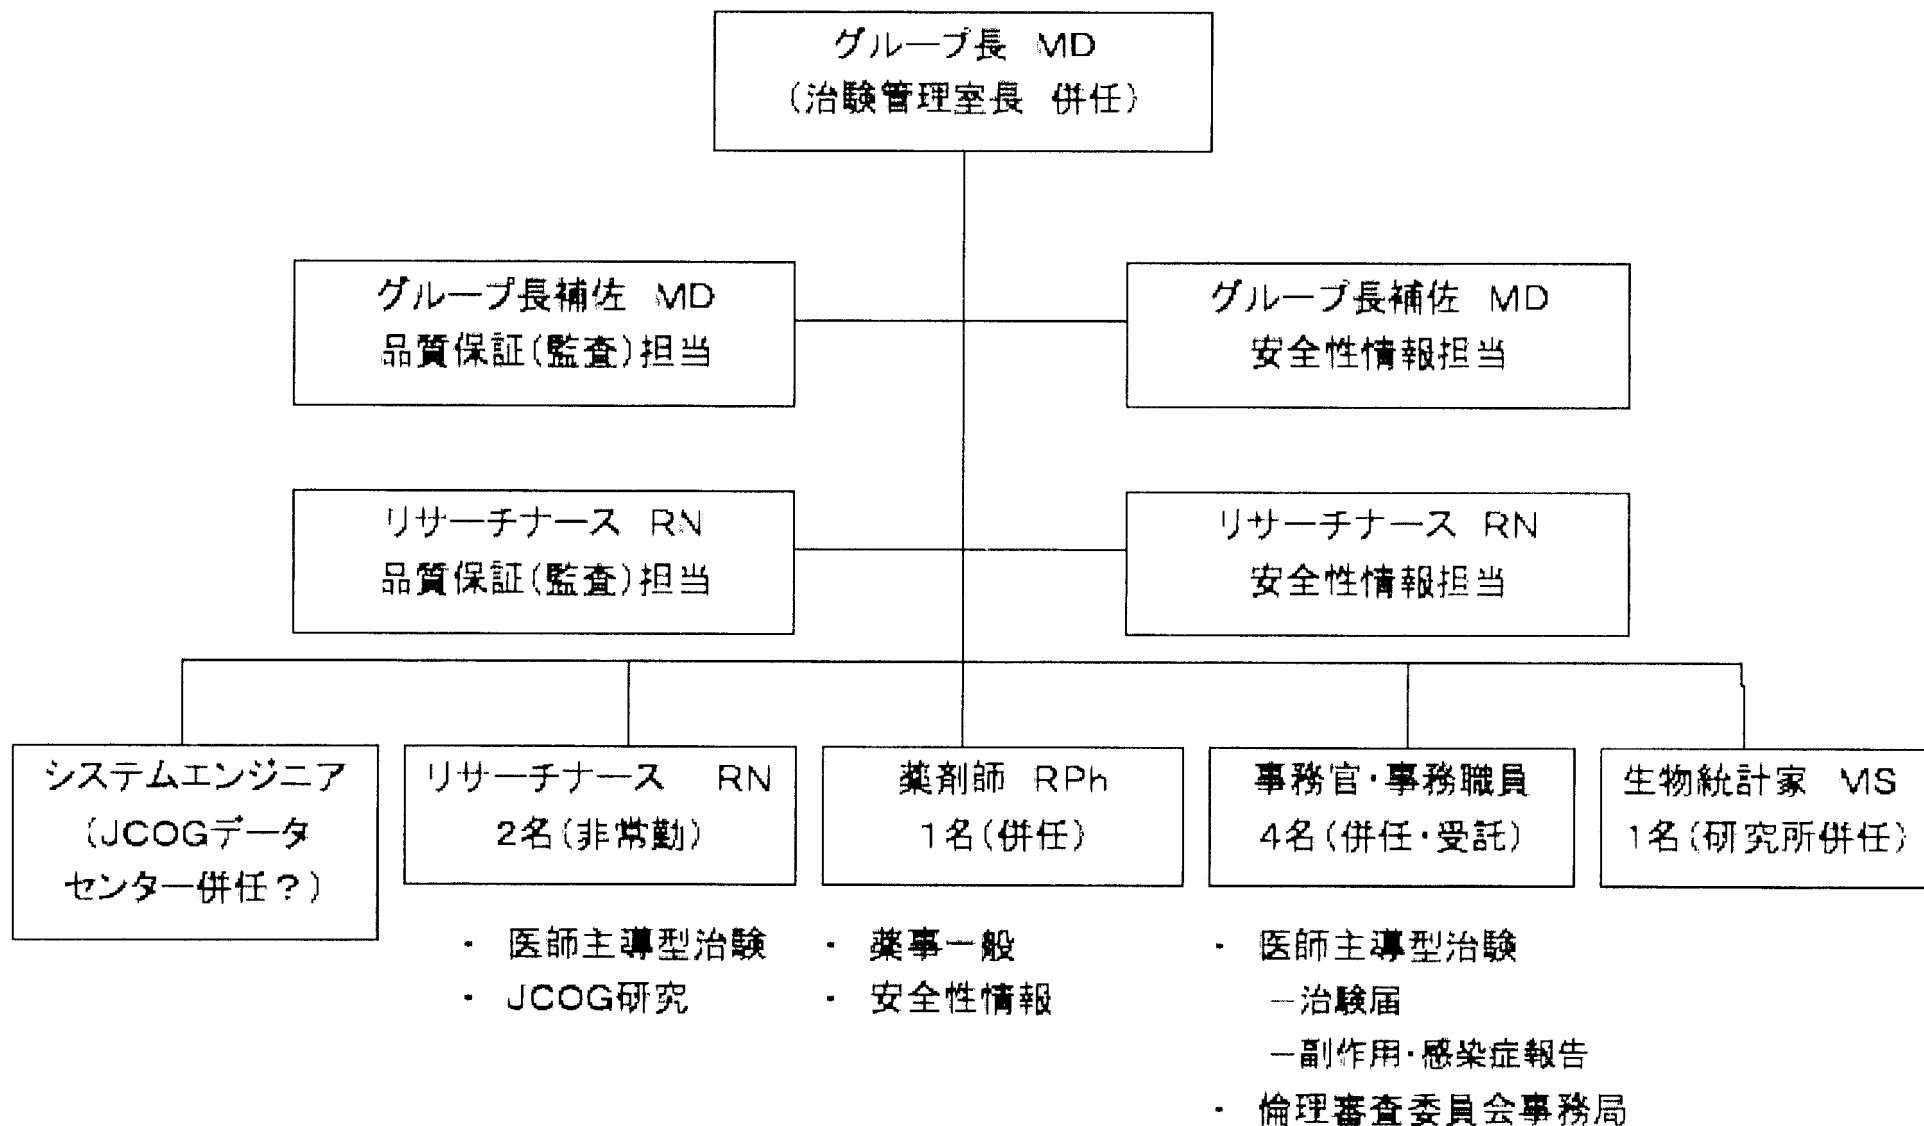 グループ長 MD
(治験管理室長 併任)
グループ長補佐 MD
品質保証(監査)担当
グループ長補佐 MD
安全性情報担当
リサーチナース RN
品質保証(監査)担当
リサーチナース RN
安全性情報担当
システムエンジニア
(JCOGデータ
センター併任?)
リサーチナース RN
2名(非常勤)
薬剤師 RPh
1名(併任)
事務官・事務職員
4名(併任・受託)
生物統計家 MS
1名(研究所併任)
・ 医師主導型治験
・ JCOG研究
・ 薬事一般
・ 安全性情報
・ 医師主導型治験
－治験届
－副作用・感染症報告
・ 倫理審査委員会事務局